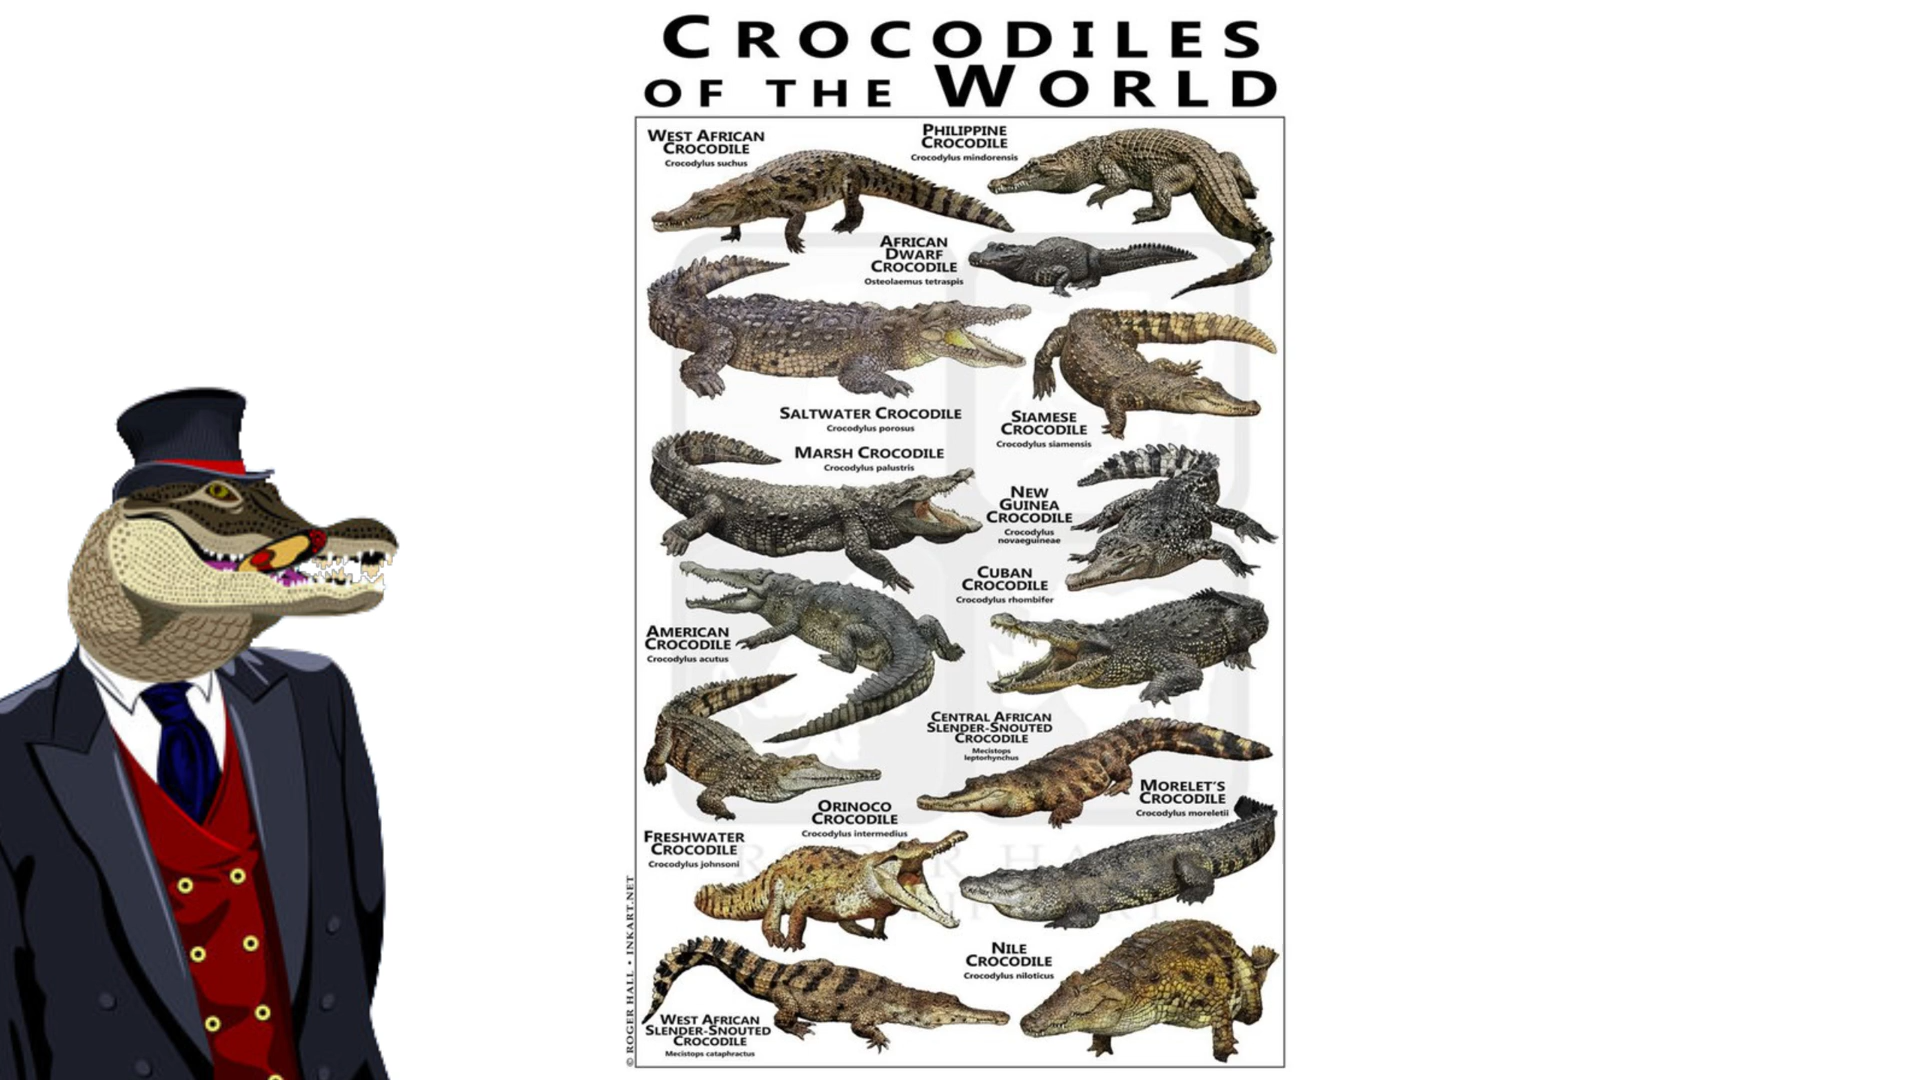 CROCODILES
OF THE WORLD
WEST AFRICAN
CROCODILE
Crocodylus suchus
PHILIPPINE
CROCODILE
Crocodylus mindorensis
AFRICAN
DWARF
CROCODILE
Osteolaemus tetraspis
SALTWATER CROCODILE
Crocodylus porosus
SIAMESE
CROCODILE
Crocodylus siamensis
MARSH CROCODILE
Crocodylus palustris
NEW
GUINEA
CROCODILE
Crocodylus
novaeguineae
CUBAN
CROCODILE
Crocodylus rhombifer
AMERICAN
CROCODILE
Crocodylus acutus
CENTRAL AFRICAN
SLENDER-SNOUTED
CROCODILE
Mecistops
leptorhynchus
MORELET'S
CROCODILE
Crocodylus moreletii
ORINOCO
CROCODILE
Crocodylus intermedius
FRESHWATER
CROCODILE
Crocodylus johnsoni
NILE
CROCODILE
Crocodylus niloticus
WEST AFRICAN
SLENDER-SNOUTED
CROCODILE
Mecistops cataphractus
© ROGER HALL • INKART.NET